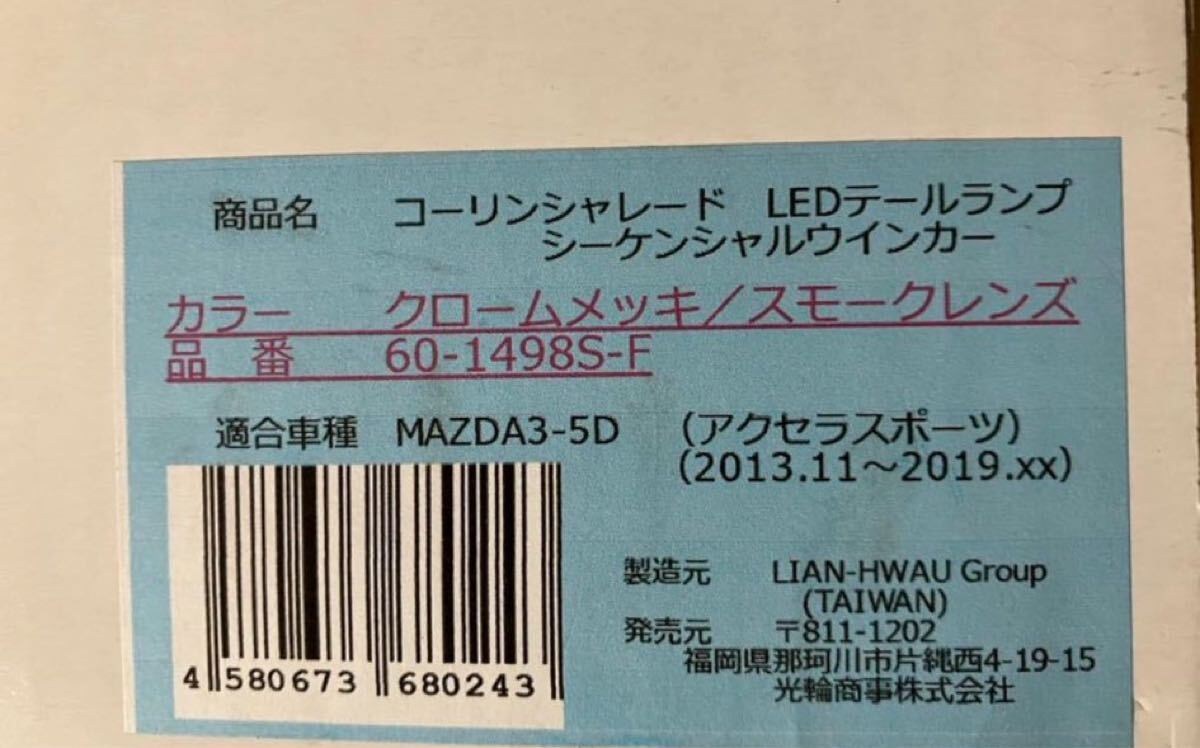 商品名 コーリンシャレード LEDテールランプ
シーケンシャルウインカー
カラー クロームメッキ/スモークレンズ
品 番 60-1498S-F
適合車種 MAZDA3-5D (アクセラスポーツ)
(2013.11～2019.xx)
製造元 LIAN-HWAU Group
(TAIWAN)
発売元 〒811-1202
福岡県那珂川市片縄西4-19-15
光輪商事株式会社
4 580673 680243